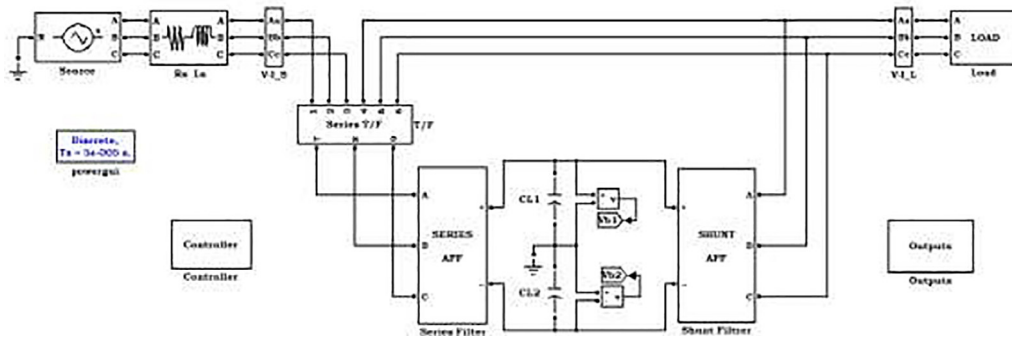 A A A Aa Aa A
N B B B Bb Bb B LOAD
C C C Cc Cc C
Source Rs Ls V-I_S V-I_L Load
Series T/F T/F
Discrete,
powergui
A A
CL1 Vb1
Controller SERIES SHUNT Outputs
APF B B APF
Controller Outputs
Vb2
CL2
C C
Series Filter Shunt Filtrer